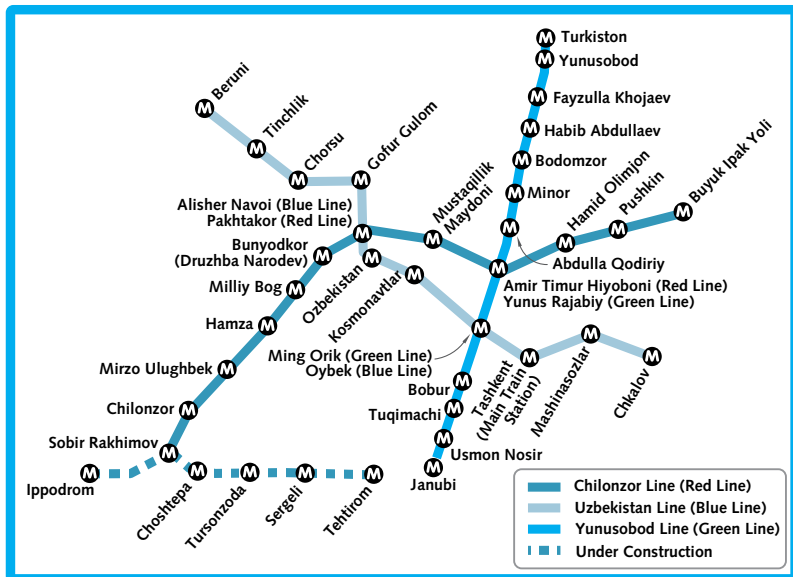 Turkiston
Yunusobod
Fayzulla Khojaev
Habib Abdullaev
Bodomzor
Minor
Beruni
Tinchlik
Chorsu
Gofur Gulom
Alisher Navoi (Blue Line)
Pakhtakor (Red Line)
Mustaqillik
Maydoni
Hamid Olimjon
Pushkin
Buyuk Ipak Yoli
Abdulla Qodiriy
Amir Timur Hiyoboni (Red Line)
Yunus Rajabiy (Green Line)
Bunyodkor
(Druzhba Narodev)
Milliy Bog
Hamza
Mirzo Ulughbek
Chilonzor
Sobir Rakhimov
Ozbekistan
Kosmonavtlar
Ming Orik (Green Line)
Oybek (Blue Line)
Tashkent
(Main Train
Station)
Mashinasozlar
Chkalov
Bobur
Tuqimachi
Usmon Nosir
Janubi
Ippodrom
Choshtepa
Tursonzoda
Sergeli
Tehtirom
Chilonzor Line (Red Line)
Uzbekistan Line (Blue Line)
Yunusobod Line (Green Line)
Under Construction